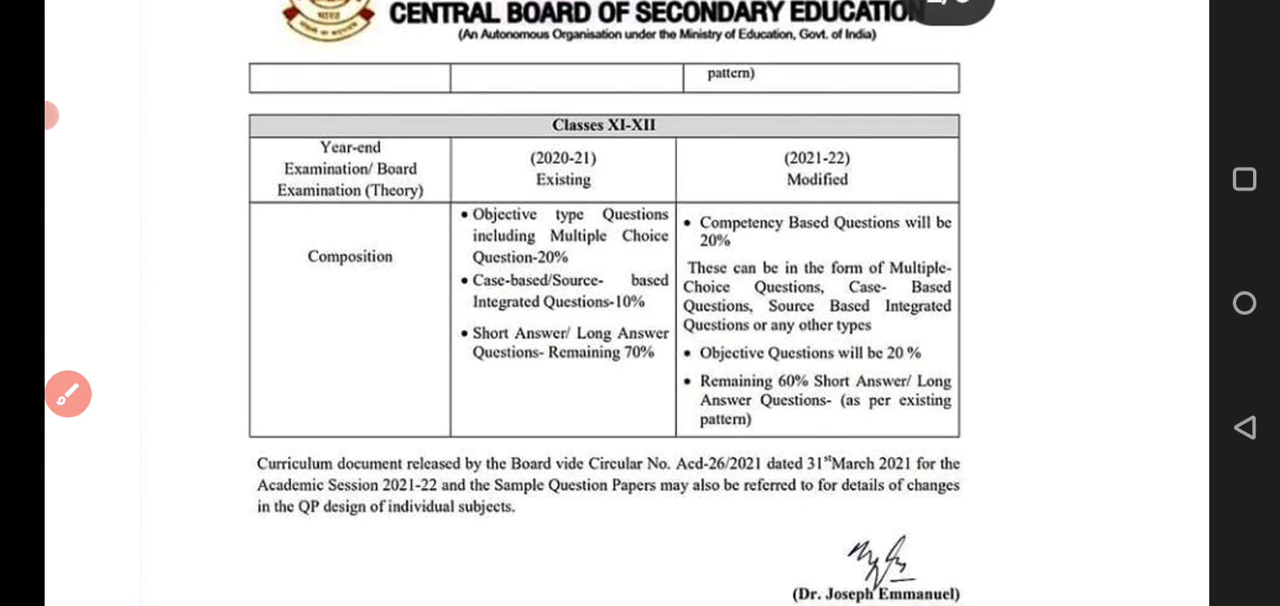 भारत
CENTRAL BOARD OF SECONDARY EDUCATION
(An Autonomous Organisation under the Ministry of Education, Govt. of India)
pattern)
Classes XI-XII
Year-end
Examination/ Board
Examination (Theory)
(2020-21)
Existing
(2021-22)
Modified
Composition
• Objective type Questions
including Multiple Choice
Question-20%
• Case-based/Source- based
Integrated Questions-10%
• Short Answer/ Long Answer
Questions- Remaining 70%
• Competency Based Questions will be
20%
These can be in the form of Multiple-
Choice Questions, Case- Based
Questions, Source Based Integrated
Questions or any other types
• Objective Questions will be 20 %
• Remaining 60% Short Answer/ Long
Answer Questions- (as per existing
pattern)
Curriculum document released by the Board vide Circular No. Acd-26/2021 dated 31stMarch 2021 for the
Academic Session 2021-22 and the Sample Question Papers may also be referred to for details of changes
in the QP design of individual subjects.
(Dr. Joseph Emmanuel)